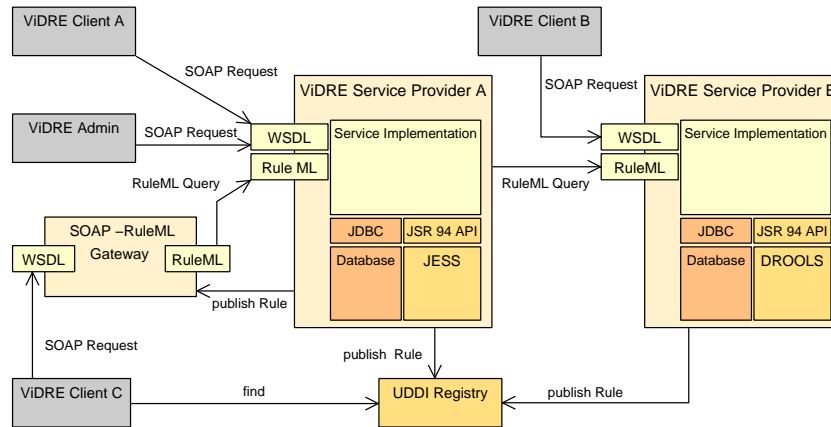 ViDRE Client A
ViDRE Client B
SOAP Request
SOAP Request
ViDRE Service Provider A
ViDRE Service Provider B
ViDRE Admin
SOAP Request
WSDL
Service Implementation
WSDL
Service Implementation
Rule ML
RuleML
RuleML Query
RuleML Query
SOAP –RuleML
Gateway
JDBC
JSR 94 API
JDBC
JSR 94 API
WSDL
RuleML
Database
JESS
Database
DROOLS
publish Rule
SOAP Request
publish Rule
ViDRE Client C
find
UDDI Registry
publish Rule